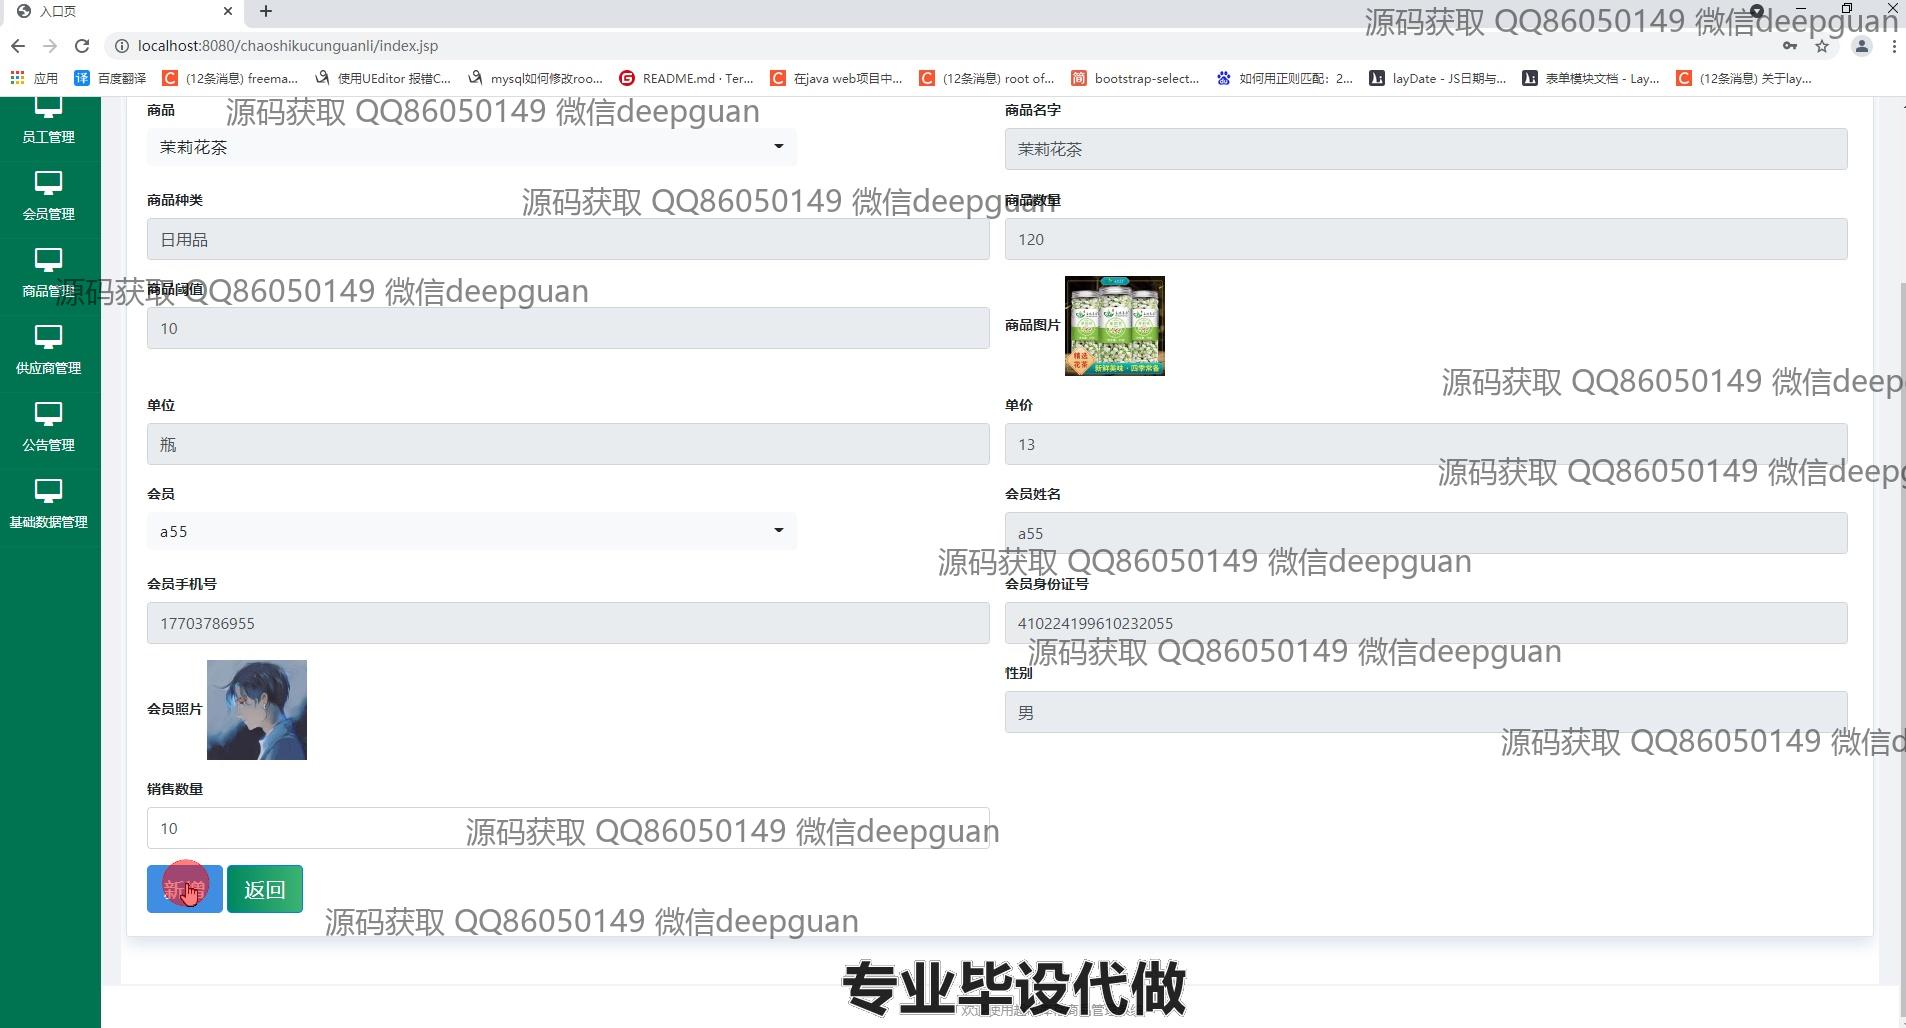 入口页
源码获取 QQ86050149 微信deepguan
localhost:8080/chaoshikucunguanli/index.jsp
应用 百度翻译 (12条消息) freema... 使用UEditor 报错C... mysql如何修改roo... README.md · Ter... 在java web项目中... (12条消息) root of... bootstrap-select... 如何用正则匹配：2... layDate - JS日期与... 表单模块文档 - Lay... (12条消息) 关于lay...
员工管理
会员管理
商品管理
供应商管理
公告管理
基础数据管理
源码获取 QQ86050149 微信deepguan
商品 商品名字
茉莉花茶 茉莉花茶
源码获取 QQ86050149 微信deepguan
商品种类 商品数量
日用品 120
源码获取 QQ86050149 微信deepguan
商品阈值 商品图片
10
精选
花茶
新鲜美味·四季常备
源码获取 QQ86050149 微信deep
单位 单价
瓶 13
源码获取 QQ86050149 微信deep
会员 会员姓名
a55 a55
源码获取 QQ86050149 微信deepguan
会员手机号 会员身份证号
17703786955 410224199610232055
源码获取 QQ86050149 微信deepguan
会员照片 性别
男
源码获取 QQ86050149 微信d
销售数量
10
源码获取 QQ86050149 微信deepguan
新增 返回
源码获取 QQ86050149 微信deepguan
专业毕设代做